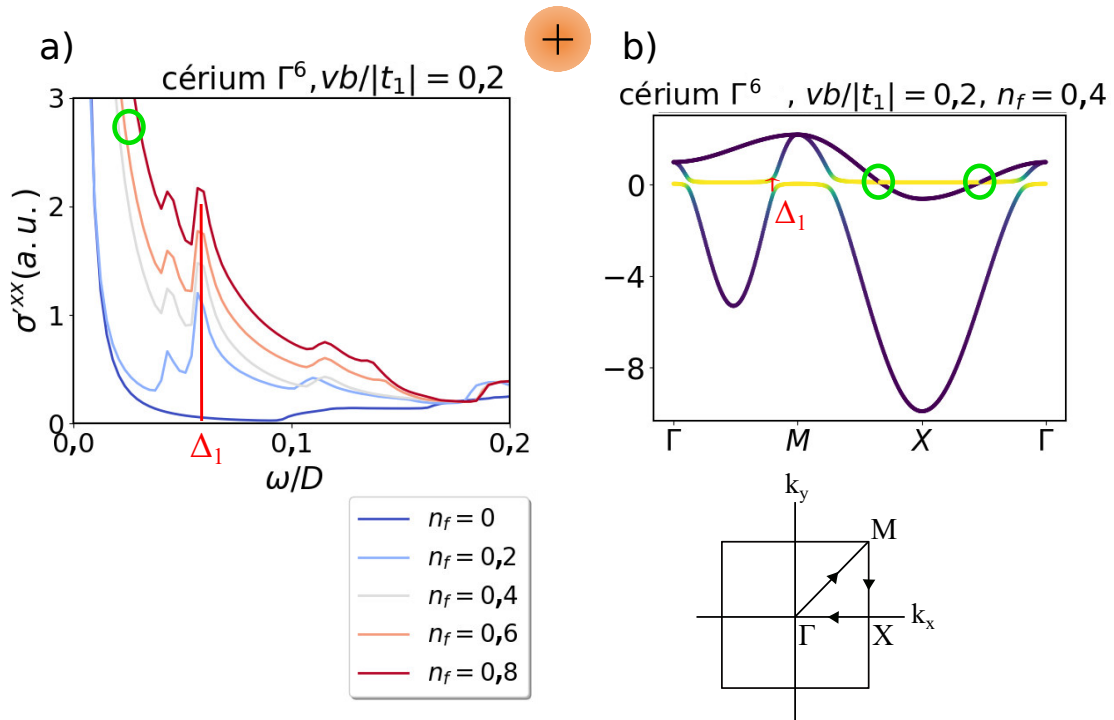 +
a)
cérium Γ⁶, vb/|t₁| = 0,2
3
2
1
0
σ'ˣˣ(a. u.)
0,0
0,1
0,2
Δ₁
ω/D
n_f = 0
n_f = 0,2
n_f = 0,4
n_f = 0,6
n_f = 0,8
b)
cérium Γ⁶ , vb/|t₁| = 0,2, n_f = 0,4
0
−4
−8
Δ₁
Γ
M
X
Γ
k_y
M
k_x
Γ
X